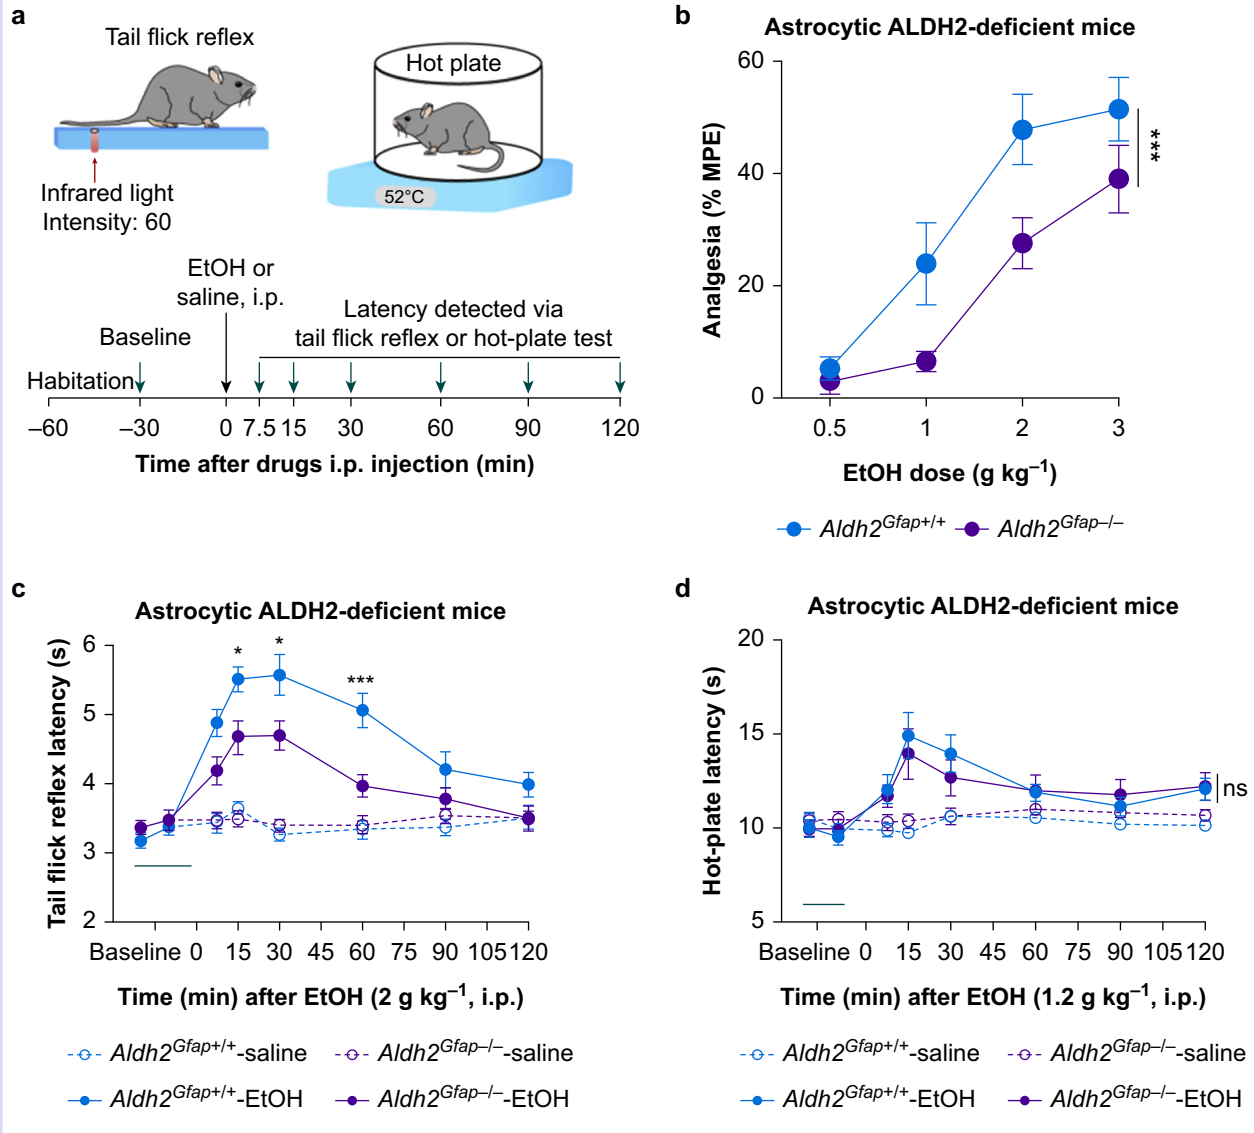 a
Tail flick reflex
Hot plate
52°C
Infrared light
Intensity: 60
EtOH or
saline, i.p.
Latency detected via
tail flick reflex or hot-plate test
Baseline
Habitation
–60 –30 0 7.5 15 30 60 90 120
Time after drugs i.p. injection (min)
b
Astrocytic ALDH2-deficient mice
Analgesia (% MPE)
60
40
20
0
***
0.5 1 2 3
EtOH dose (g kg–1)
Aldh2Gfap+/+ Aldh2Gfap–/–
c
Astrocytic ALDH2-deficient mice
Tail flick reflex latency (s)
6
5
4
3
2
* * ***
Baseline 0 15 30 45 60 75 90 105 120
Time (min) after EtOH (2 g kg–1, i.p.)
Aldh2Gfap+/+-saline Aldh2Gfap–/–-saline
Aldh2Gfap+/+-EtOH Aldh2Gfap–/–-EtOH
d
Astrocytic ALDH2-deficient mice
Hot-plate latency (s)
20
15
10
5
ns
Baseline 0 15 30 45 60 75 90 105 120
Time (min) after EtOH (1.2 g kg–1, i.p.)
Aldh2Gfap+/+-saline Aldh2Gfap–/–-saline
Aldh2Gfap+/+-EtOH Aldh2Gfap–/–-EtOH